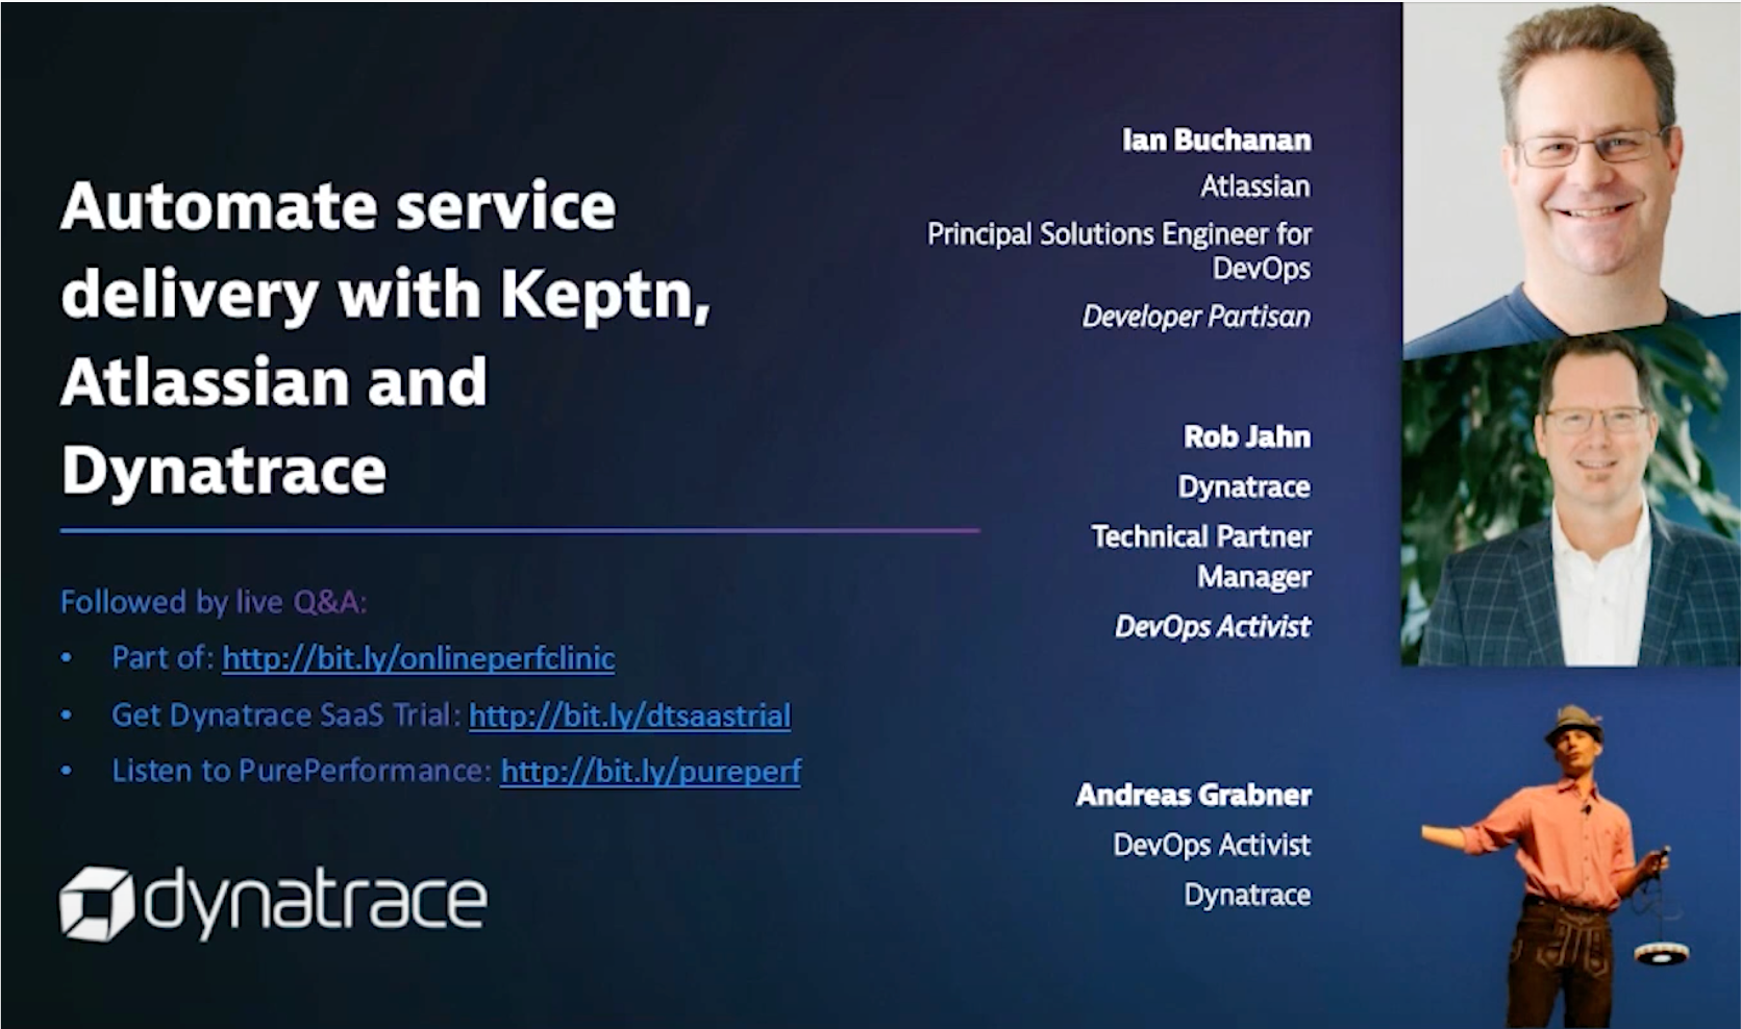 Automate service
delivery with Keptn,
Atlassian and
Dynatrace
Followed by live Q&A:
• Part of: http://bit.ly/onlineperfclinic
• Get Dynatrace SaaS Trial: http://bit.ly/dtsaastrial
• Listen to PurePerformance: http://bit.ly/pureperf
dynatrace
Ian Buchanan
Atlassian
Principal Solutions Engineer for
DevOps
Developer Partisan
Rob Jahn
Dynatrace
Technical Partner
Manager
DevOps Activist
Andreas Grabner
DevOps Activist
Dynatrace